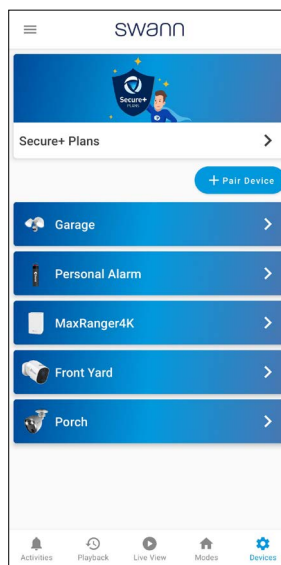 swann
Secure+
PLANS
Secure+ Plans
+ Pair Device
Garage
Personal Alarm
MaxRanger4K
Front Yard
Porch
Activities Playback Live View Modes Devices